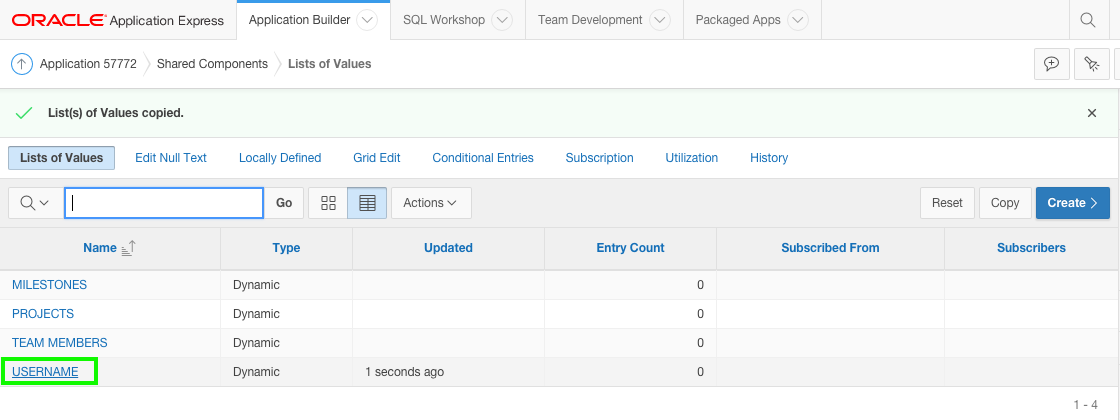 ORACLE Application Express Application Builder SQL Workshop Team Development Packaged Apps
Application 57772 Shared Components Lists of Values
List(s) of Values copied.
Lists of Values Edit Null Text Locally Defined Grid Edit Conditional Entries Subscription Utilization History
Go Actions Reset Copy Create
Name Type Updated Entry Count Subscribed From Subscribers
MILESTONES Dynamic 0
PROJECTS Dynamic 0
TEAM MEMBERS Dynamic 0
USERNAME Dynamic 1 seconds ago 0
1 - 4